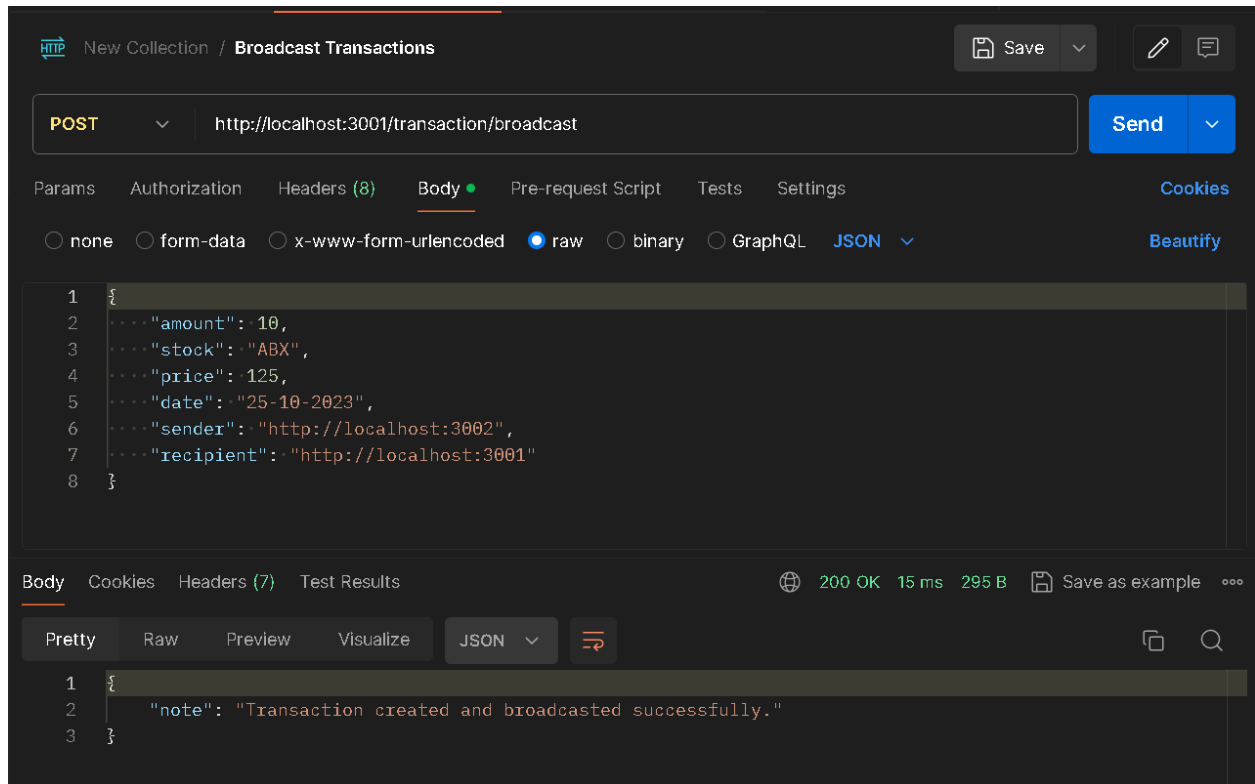 HTTP New Collection / Broadcast Transactions Save
POST http://localhost:3001/transaction/broadcast Send
Params Authorization Headers (8) Body Pre-request Script Tests Settings Cookies
none form-data x-www-form-urlencoded raw binary GraphQL JSON Beautify
1 {
2 ····"amount":·10,
3 ····"stock":·"ABX",
4 ····"price":·125,
5 ····"date":·"25-10-2023",
6 ····"sender":·"http://localhost:3002",
7 ····"recipient":·"http://localhost:3001"
8 }
Body Cookies Headers (7) Test Results 200 OK 15 ms 295 B Save as example
Pretty Raw Preview Visualize JSON
1 {
2 "note": "Transaction created and broadcasted successfully."
3 }